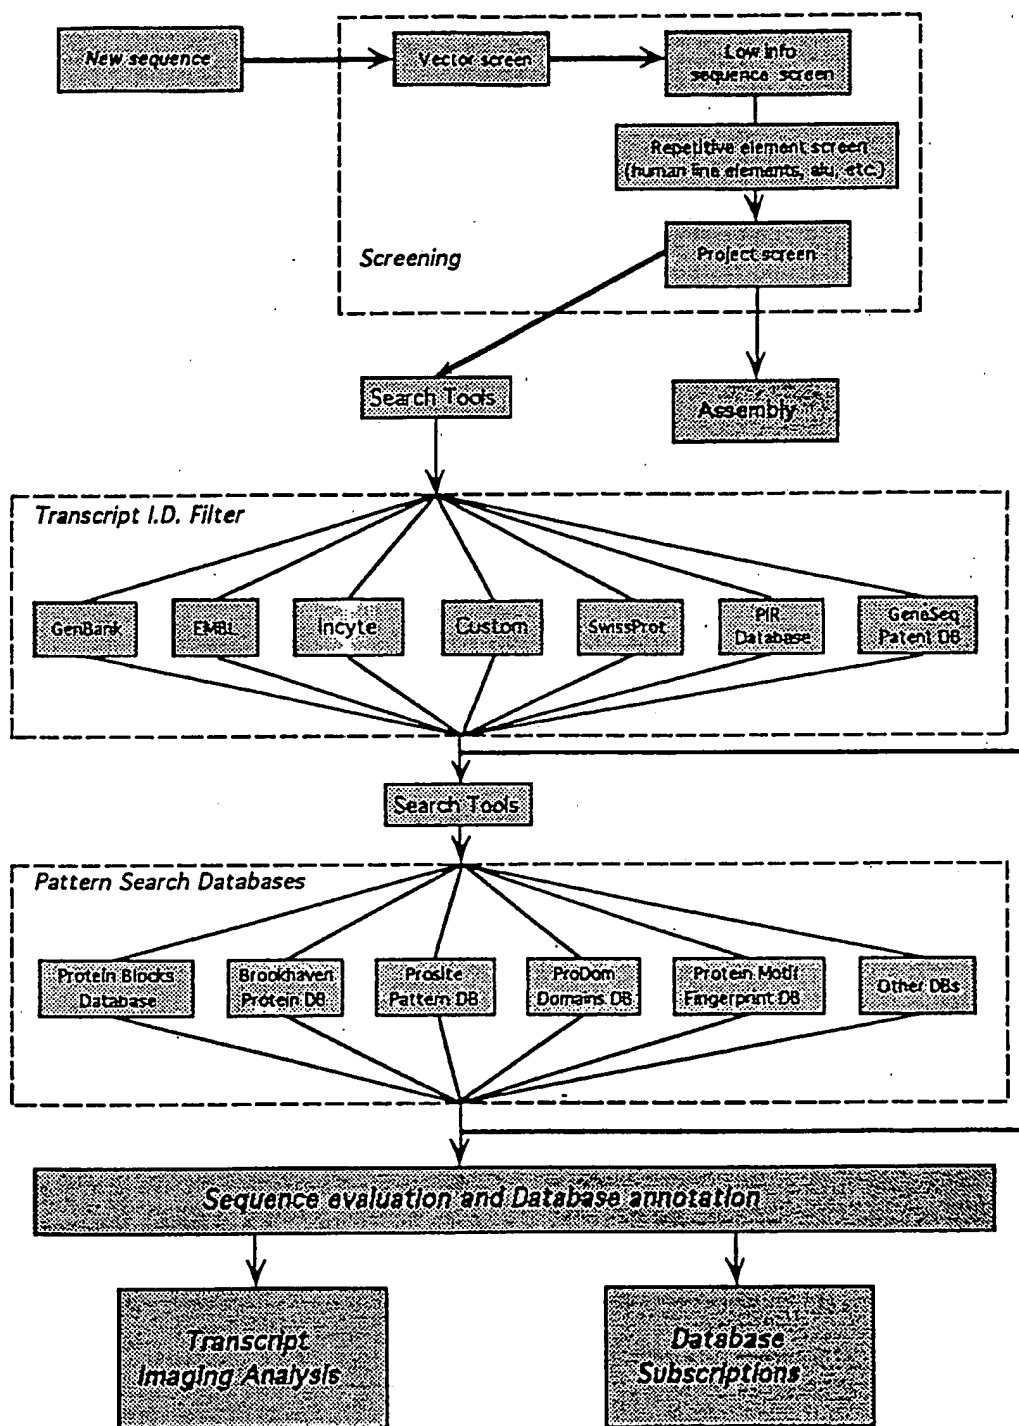 New sequence
Vector screen
Low info
sequence screen
Repetitive element screen
(human line elements, alu, etc.)
Screening
Project screen
Search Tools
Assembly
Transcript I.D. Filter
GenBank
EMBL
Incyte
Custom
SwissProt
PIR
Database
GeneSeq
Patent DB
Search Tools
Pattern Search Databases
Protein Blocks
Database
Brookhaven
Protein DB
Prosite
Pattern DB
ProDom
Domains DB
Protein Motif
Fingerprint DB
Other DBs
Sequence evaluation and Database annotation
Transcript
Imaging Analysis
Database
Subscriptions